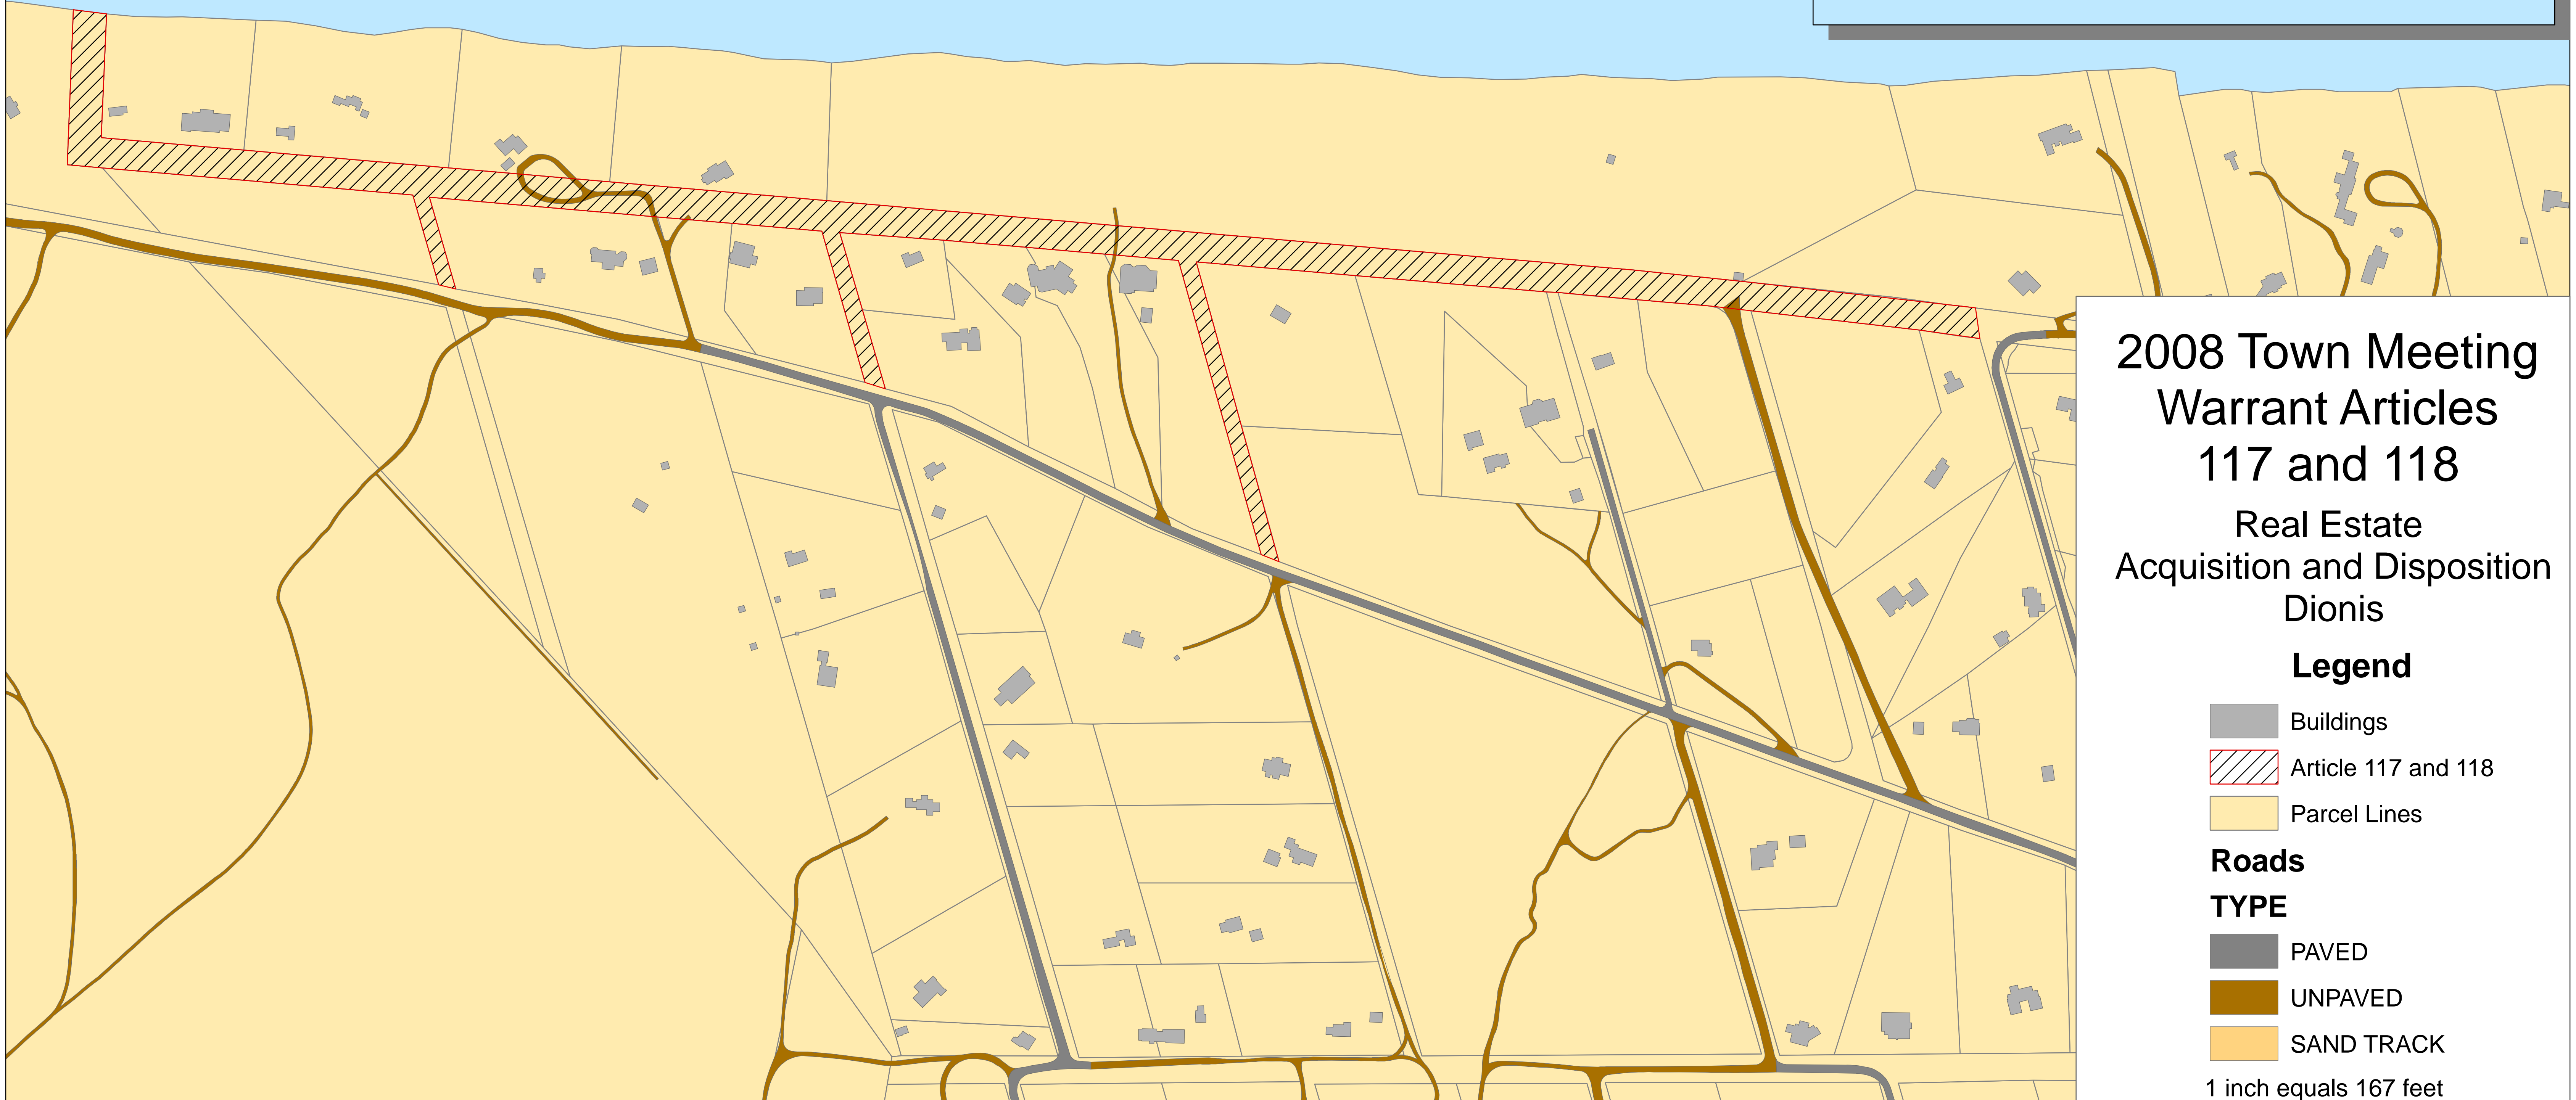 2008 Town Meeting
Warrant Articles
117 and 118
Real Estate
Acquisition and Disposition
Dionis
Legend
Buildings
Article 117 and 118
Parcel Lines
Roads
TYPE
PAVED
UNPAVED
SAND TRACK
1 inch equals 167 feet